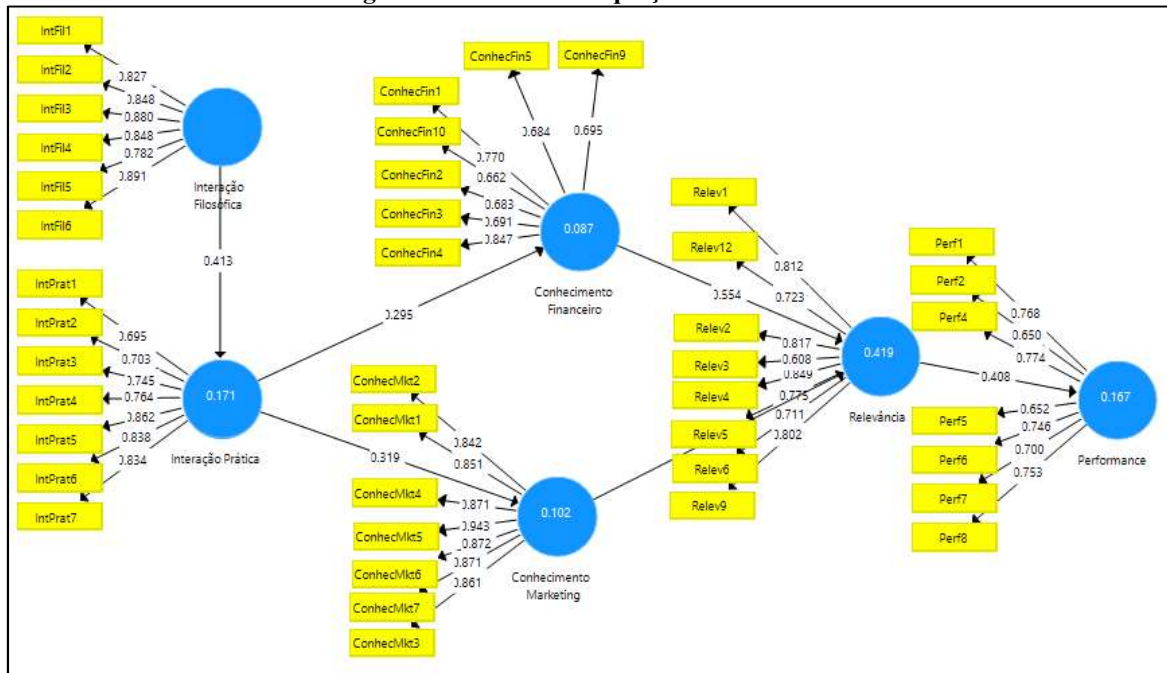 IntFil1
IntFil2
IntFil3
IntFil4
IntFil5
IntFil6
0.827
0.848
0.880
0.848
0.782
0.891
Interação
Filosófica
0.413
IntPrat1
IntPrat2
IntPrat3
IntPrat4
IntPrat5
IntPrat6
IntPrat7
0.695
0.703
0.745
0.764
0.862
0.838
0.834
0.171
Interação Prática
0.295
0.319
ConhecFin5
ConhecFin9
ConhecFin1
ConhecFin10
ConhecFin2
ConhecFin3
ConhecFin4
0.684
0.695
0.770
0.662
0.683
0.691
0.847
0.087
Conhecimento
Financeiro
0.554
ConhecMkt2
ConhecMkt1
ConhecMkt4
ConhecMkt5
ConhecMkt6
ConhecMkt7
ConhecMkt3
0.842
0.851
0.871
0.943
0.872
0.871
0.861
0.102
Conhecimento
Marketing
Relev1
Relev12
Relev2
Relev3
Relev4
Relev5
Relev6
Relev9
0.812
0.723
0.817
0.608
0.849
0.775
0.711
0.802
0.419
Relevância
0.408
Perf1
Perf2
Perf4
Perf5
Perf6
Perf7
Perf8
0.768
0.650
0.774
0.652
0.746
0.700
0.753
0.167
Performance